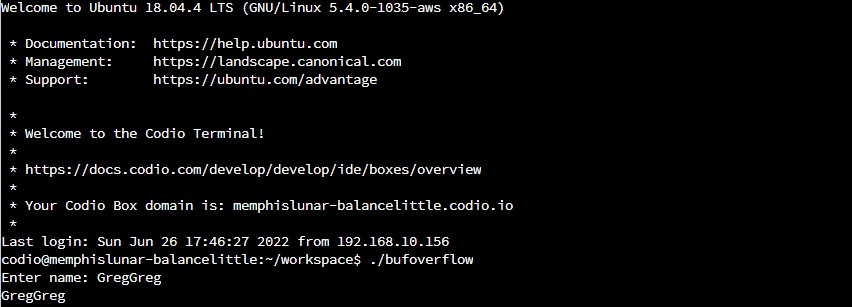 Welcome to Ubuntu 18.04.4 LTS (GNU/Linux 5.4.0-1035-aws x86_64)
* Documentation: https://help.ubuntu.com
* Management: https://landscape.canonical.com
* Support: https://ubuntu.com/advantage
*
* Welcome to the Codio Terminal!
*
* https://docs.codio.com/develop/develop/ide/boxes/overview
*
* Your Codio Box domain is: memphislunar-balancelittle.codio.io
*
Last login: Sun Jun 26 17:46:27 2022 from 192.168.10.156
codio@memphislunar-balancelittle:~/workspace$ ./bufoverflow
Enter name: GregGreg
GregGreg